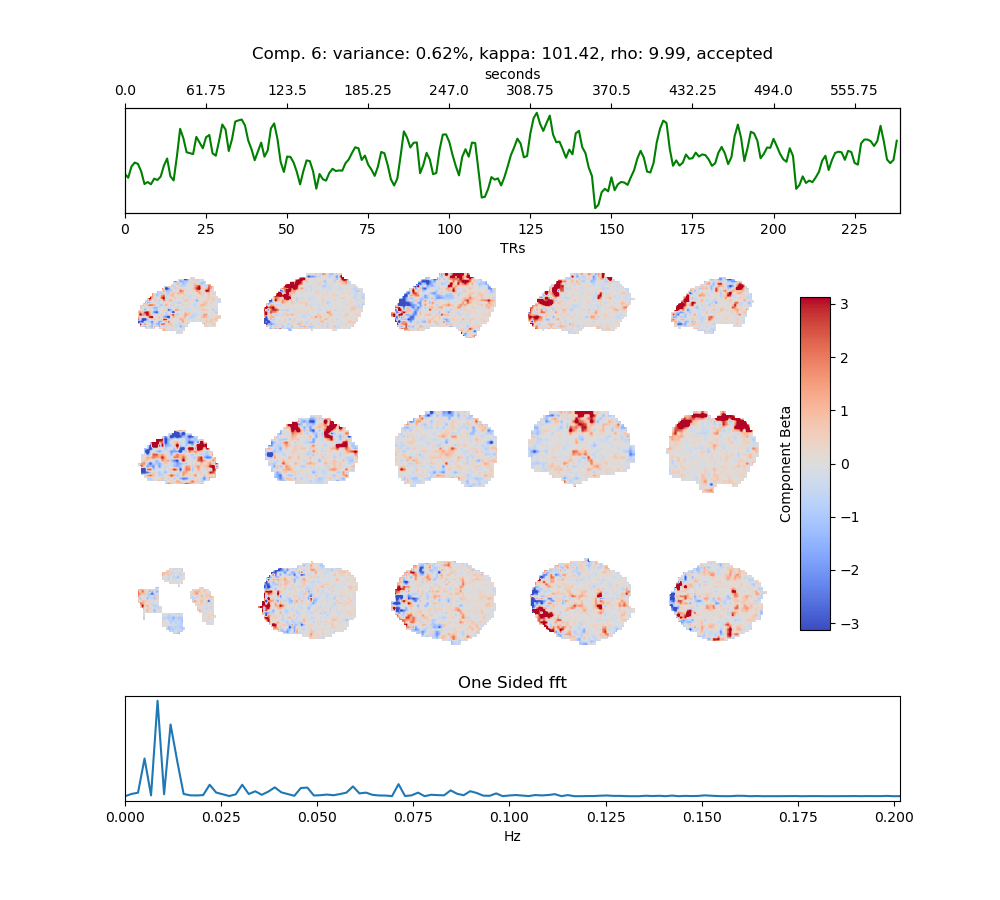 Comp. 6: variance: 0.62%, kappa: 101.42, rho: 9.99, accepted
seconds
0.0 61.75 123.5 185.25 247.0 308.75 370.5 432.25 494.0 555.75
0 25 50 75 100 125 150 175 200 225
TRs
3
2
1
0
−1
−2
−3
Component Beta
One Sided fft
0.000 0.025 0.050 0.075 0.100 0.125 0.150 0.175 0.200
Hz